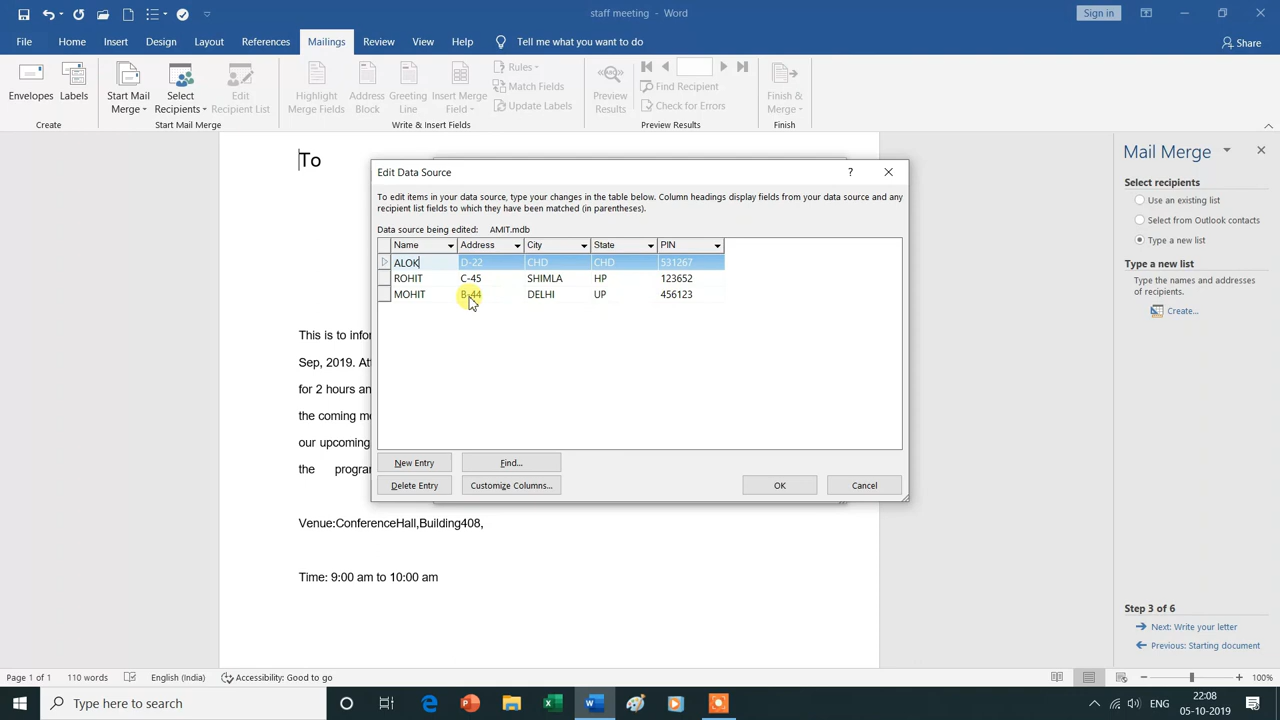 staff meeting - Word
Sign in
File Home Insert Design Layout References Mailings Review View Help Tell me what you want to do Share
Envelopes Labels
Create
Start Mail Merge
Select Recipients
Edit Recipient List
Start Mail Merge
Highlight Merge Fields
Address Block
Greeting Line
Insert Merge Field
Rules
Match Fields
Update Labels
Write & Insert Fields
Preview Results
Find Recipient
Check for Errors
Preview Results
Finish & Merge
Finish
To
This is to infor
Sep, 2019. At
for 2 hours an
the coming me
our upcoming
the progra
Venue:ConferenceHall,Building408,
Time: 9:00 am to 10:00 am
Edit Data Source
?
To edit items in your data source, type your changes in the table below. Column headings display fields from your data source and any
recipient list fields to which they have been matched (in parentheses).
Data source being edited: AMIT.mdb
Name Address City State PIN
ALOK D-22 CHD CHD 531267
ROHIT C-45 SHIMLA HP 123652
MOHIT B-44 DELHI UP 456123
New Entry Find...
Delete Entry Customize Columns... OK Cancel
Mail Merge
Select recipients
Use an existing list
Select from Outlook contacts
Type a new list
Type a new list
Type the names and addresses
of recipients.
Create...
Step 3 of 6
Next: Write your letter
Previous: Starting document
Page 1 of 1 110 words English (India) Accessibility: Good to go 100%
Type here to search
ENG
22:08
05-10-2019